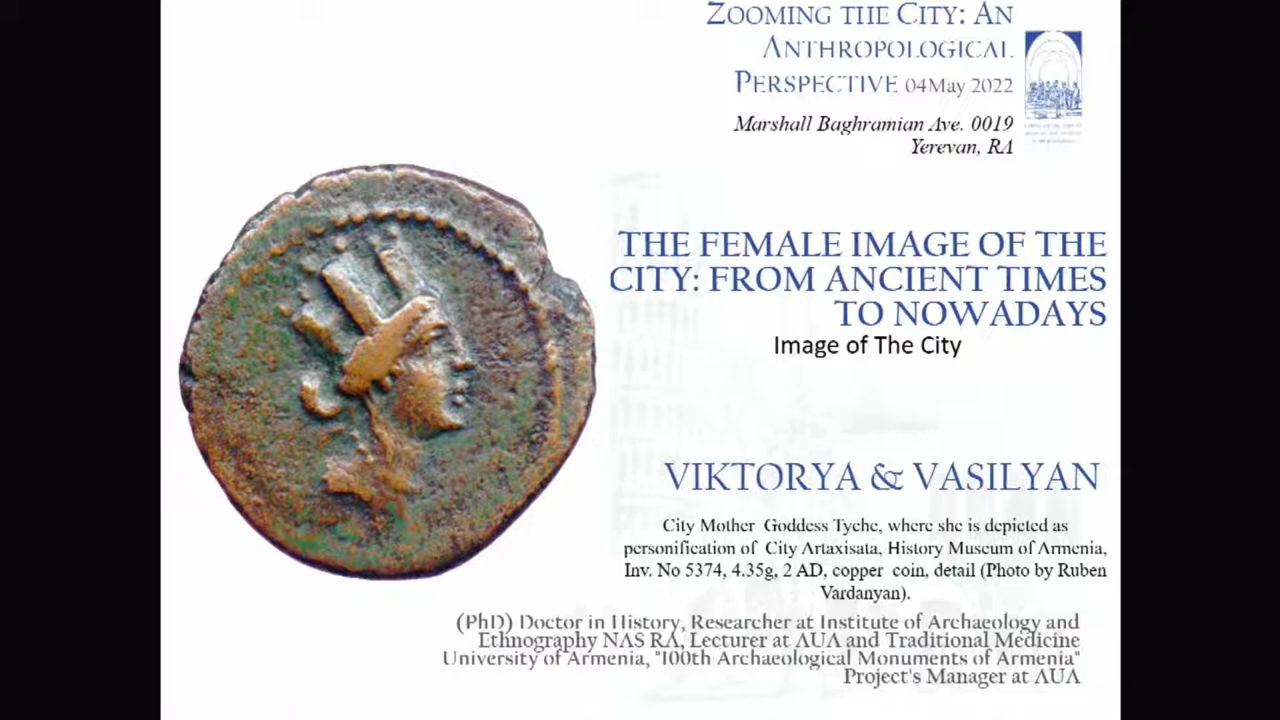 ZOOMING THE CITY: AN
ANTHROPOLOGICAL
PERSPECTIVE 04May 2022
Marshall Baghramian Ave. 0019
Yerevan, RA
THE FEMALE IMAGE OF THE
CITY: FROM ANCIENT TIMES
TO NOWADAYS
Image of The City
VIKTORYA & VASILYAN
City Mother Goddess Tyche, where she is depicted as
personification of City Artaxisata, History Museum of Armenia,
Inv. No 5374, 4.35g, 2 AD, copper coin, detail (Photo by Ruben
Vardanyan).
(PhD) Doctor in History, Researcher at Institute of Archaeology and
Ethnography NAS RA, Lecturer at AUA and Traditional Medicine
University of Armenia, "100th Archaeological Monuments of Armenia"
Project's Manager at AUA